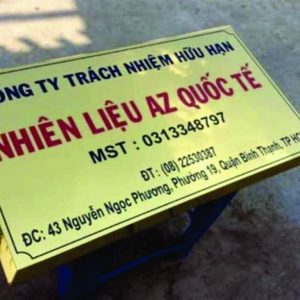 ÔNG TY TRÁCH NHIỆM HỮU HẠN
NHIÊN LIỆU AZ QUỐC TẾ
MST : 0313348797
ĐT : (08) 22530387
ĐC: 43 Nguyễn Ngọc Phương, Phường 19, Quận Bình Thạnh, TP HC